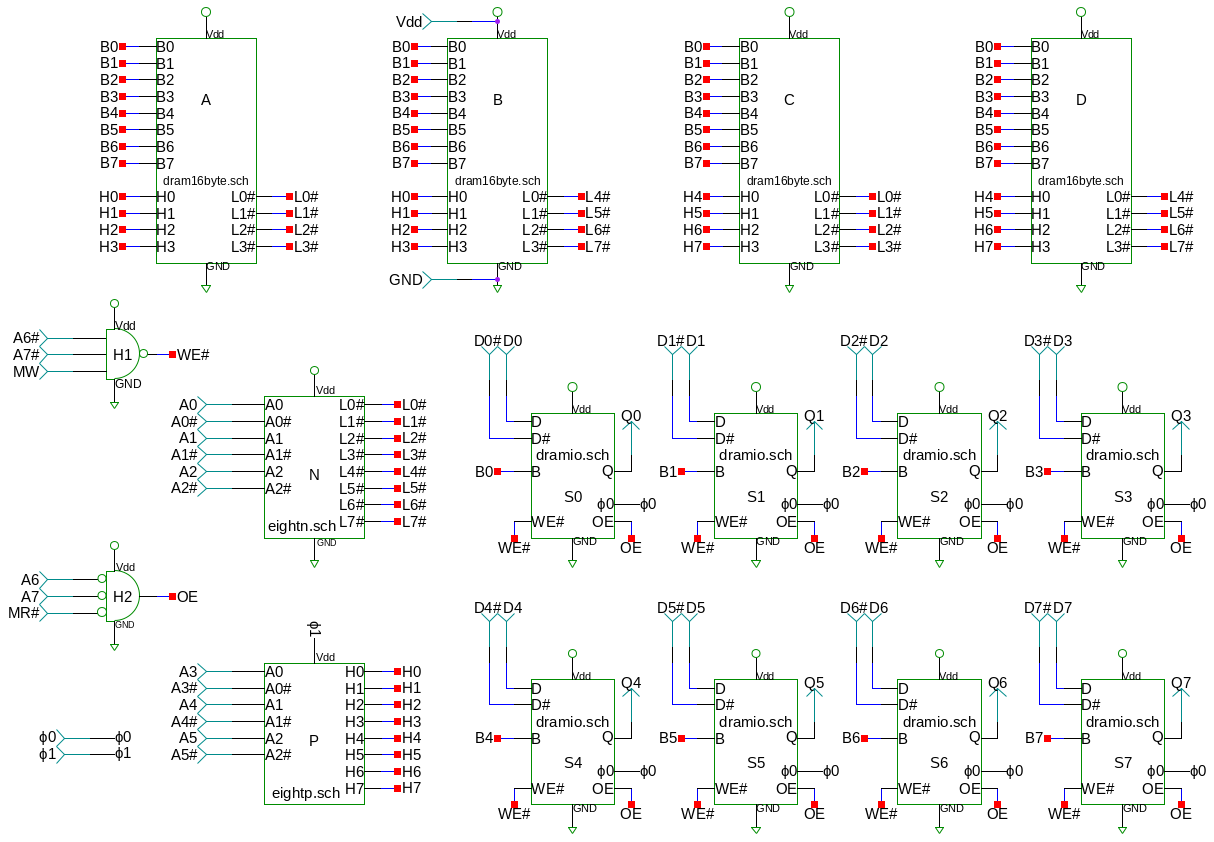 Vdd Vdd Vdd Vdd Vdd
B0 B0 B0 B0 B0 B0 B0 B0
B1 B1 B1 B1 B1 B1 B1 B1
B2 B2 B2 B2 B2 B2 B2 B2
B3 B3 B3 B3 B3 B3 B3 B3
A B C D
B4 B4 B4 B4 B4 B4 B4 B4
B5 B5 B5 B5 B5 B5 B5 B5
B6 B6 B6 B6 B6 B6 B6 B6
B7 B7 B7 B7 B7 B7 B7 B7
dram16byte.sch dram16byte.sch dram16byte.sch dram16byte.sch
H0 H0 L0# L0# H0 H0 L0# L4# H4 H0 L0# L0# H4 H0 L0# L4#
H1 H1 L1# L1# H1 H1 L1# L5# H5 H1 L1# L1# H5 H1 L1# L5#
H2 H2 L2# L2# H2 H2 L2# L6# H6 H2 L2# L2# H6 H2 L2# L6#
H3 H3 L3# L3# H3 H3 L3# L7# H7 H3 L3# L3# H7 H3 L3# L7#
GND GND GND GND GND
Vdd
A6#
A7# H1 WE#
MW
GND
D0# D0 D1# D1 D2# D2 D3# D3
Vdd
A0 A0 L0# L0#
A0# A0# L1# L1#
A1 A1 L2# L2#
A1# A1# L3# L3#
A2 A2 N L4# L4#
A2# A2# L5# L5#
L6# L6#
eightn.sch L7# L7#
GND
Vdd Vdd Vdd Vdd
D Q0 D Q1 D Q2 D Q3
D# D# D# D#
dramio.sch dramio.sch dramio.sch dramio.sch
B0 B Q B1 B Q B2 B Q B3 B Q
S0 S1 S2 S3
ϕ0 ϕ0 ϕ0 ϕ0 ϕ0 ϕ0 ϕ0 ϕ0
WE# OE WE# OE WE# OE WE# OE
GND GND GND GND
WE# OE WE# OE WE# OE WE# OE
Vdd
A6
A7 H2 OE
MR#
GND
ϕ1
Vdd
A3 A0 H0 H0
A3# A0# H1 H1
A4 A1 H2 H2
A4# A1# H3 H3
A5 A2 P H4 H4
A5# A2# H5 H5
H6 H6
eightp.sch H7 H7
ϕ0 ϕ0
ϕ1 ϕ1
D4# D4 D5# D5 D6# D6 D7# D7
Vdd Vdd Vdd Vdd
D Q4 D Q5 D Q6 D Q7
D# D# D# D#
dramio.sch dramio.sch dramio.sch dramio.sch
B4 B Q B5 B Q B6 B Q B7 B Q
S4 S5 S6 S7
ϕ0 ϕ0 ϕ0 ϕ0 ϕ0 ϕ0 ϕ0 ϕ0
WE# OE WE# OE WE# OE WE# OE
GND GND GND GND
WE# OE WE# OE WE# OE WE# OE